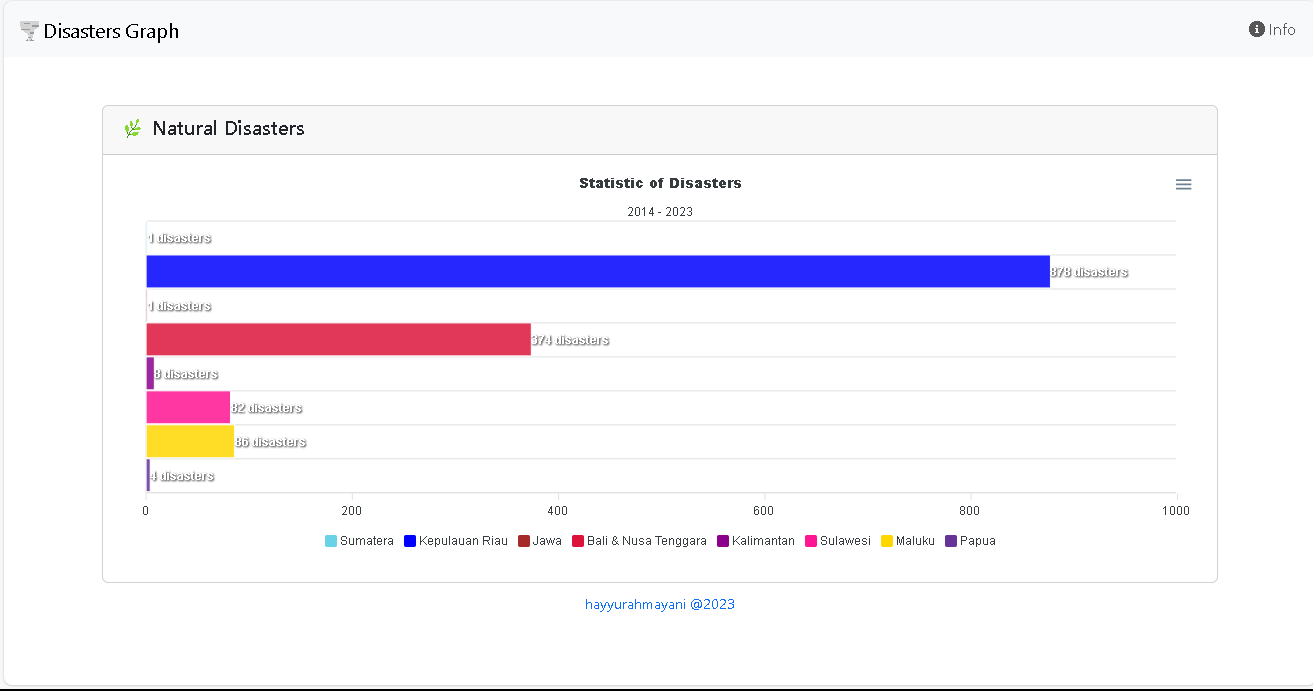 Disasters Graph
Info
Natural Disasters
Statistic of Disasters
2014 - 2023
1 disasters
878 disasters
1 disasters
374 disasters
8 disasters
82 disasters
86 disasters
4 disasters
0 200 400 600 800 1000
Sumatera Kepulauan Riau Jawa Bali & Nusa Tenggara Kalimantan Sulawesi Maluku Papua
hayyurahmayani @2023